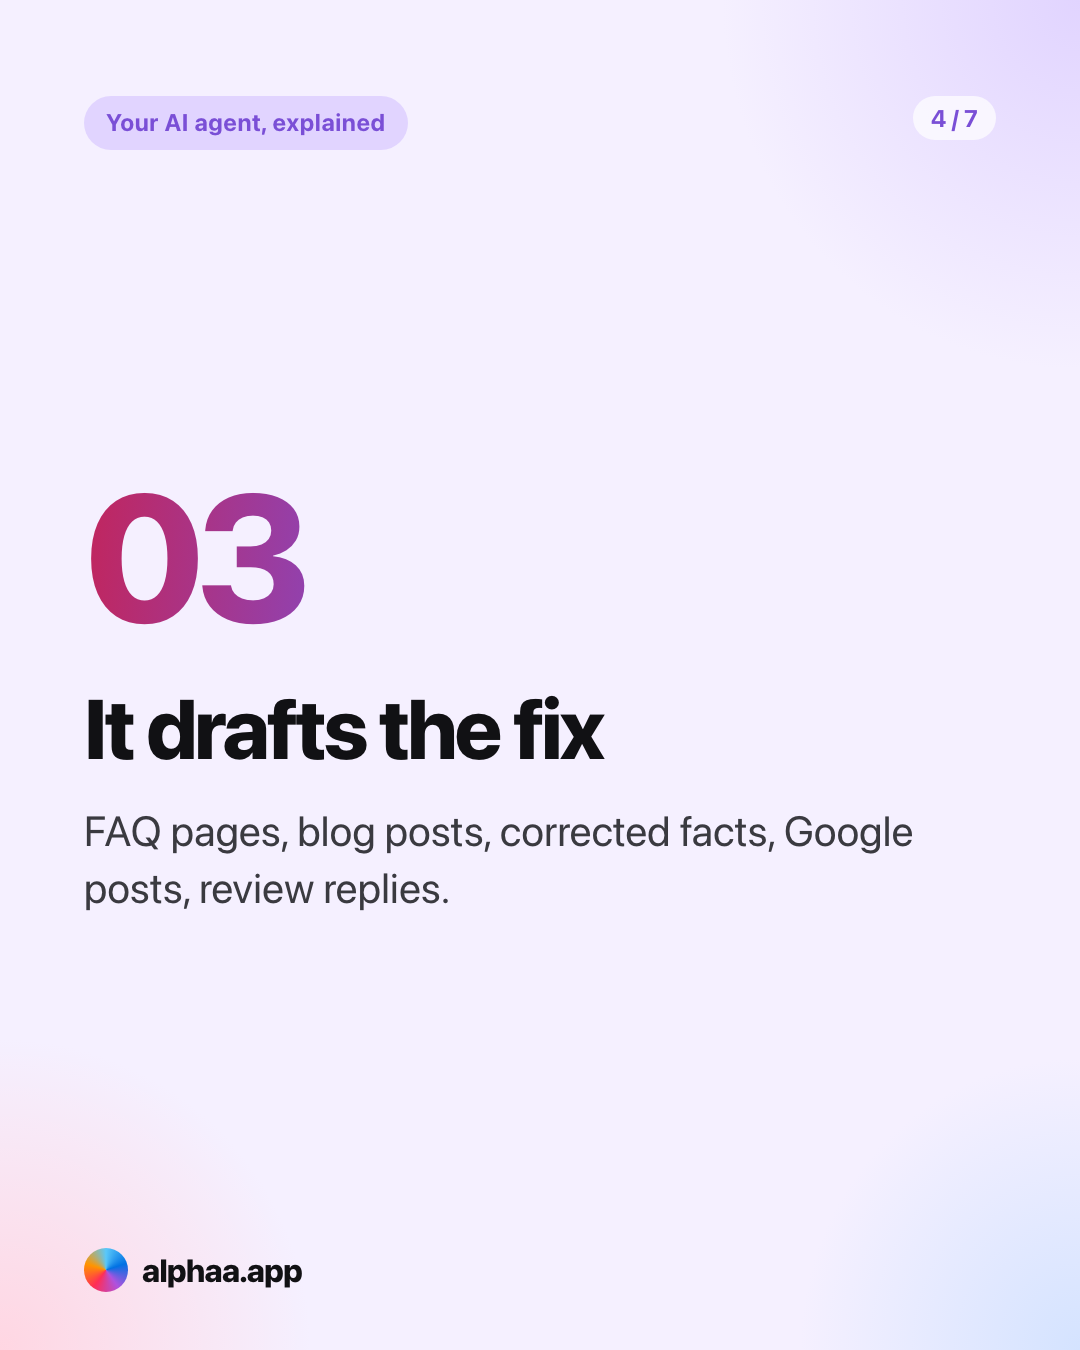 Your AI agent, explained
4 / 7
03
It drafts the fix
FAQ pages, blog posts, corrected facts, Google
posts, review replies.
alphaa.app